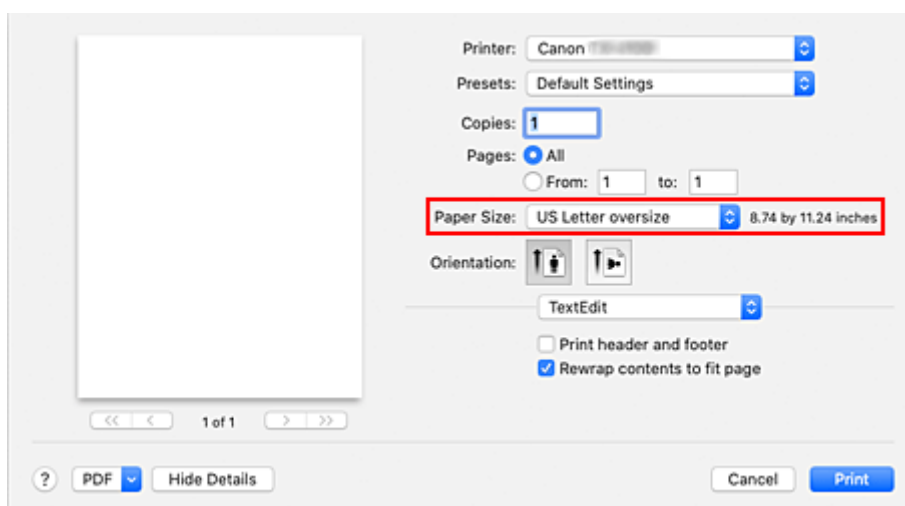 Printer: Canon
Presets: Default Settings
Copies: 1
Pages: All
From: 1 to: 1
Paper Size: US Letter oversize 8.74 by 11.24 inches
Orientation:
TextEdit
Print header and footer
Rewrap contents to fit page
<< < 1 of 1 > >>
? PDF Hide Details Cancel Print